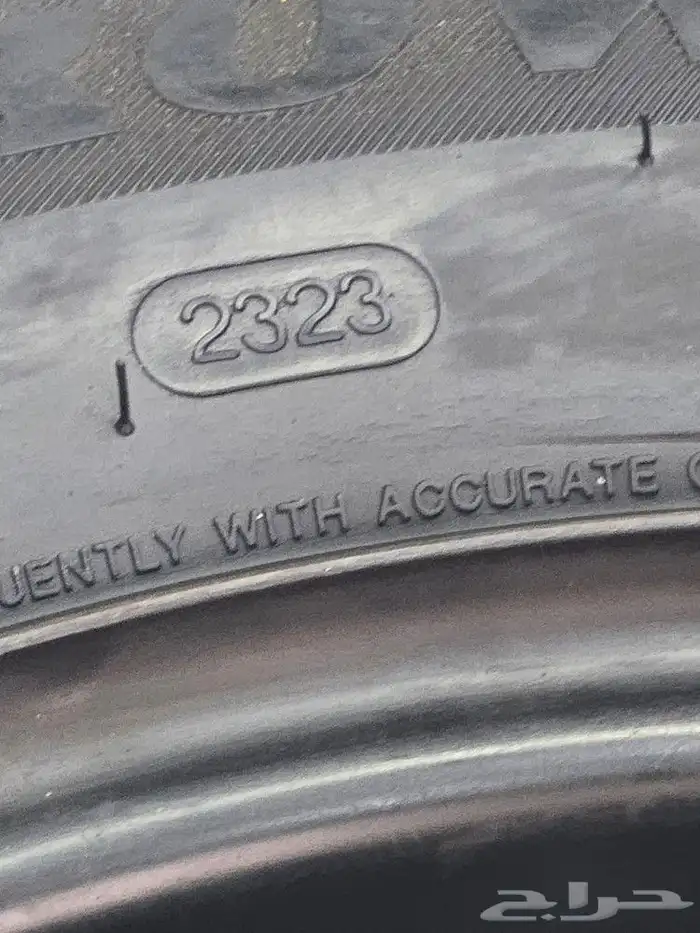 2323
UENTLY WITH ACCURATE
حراج